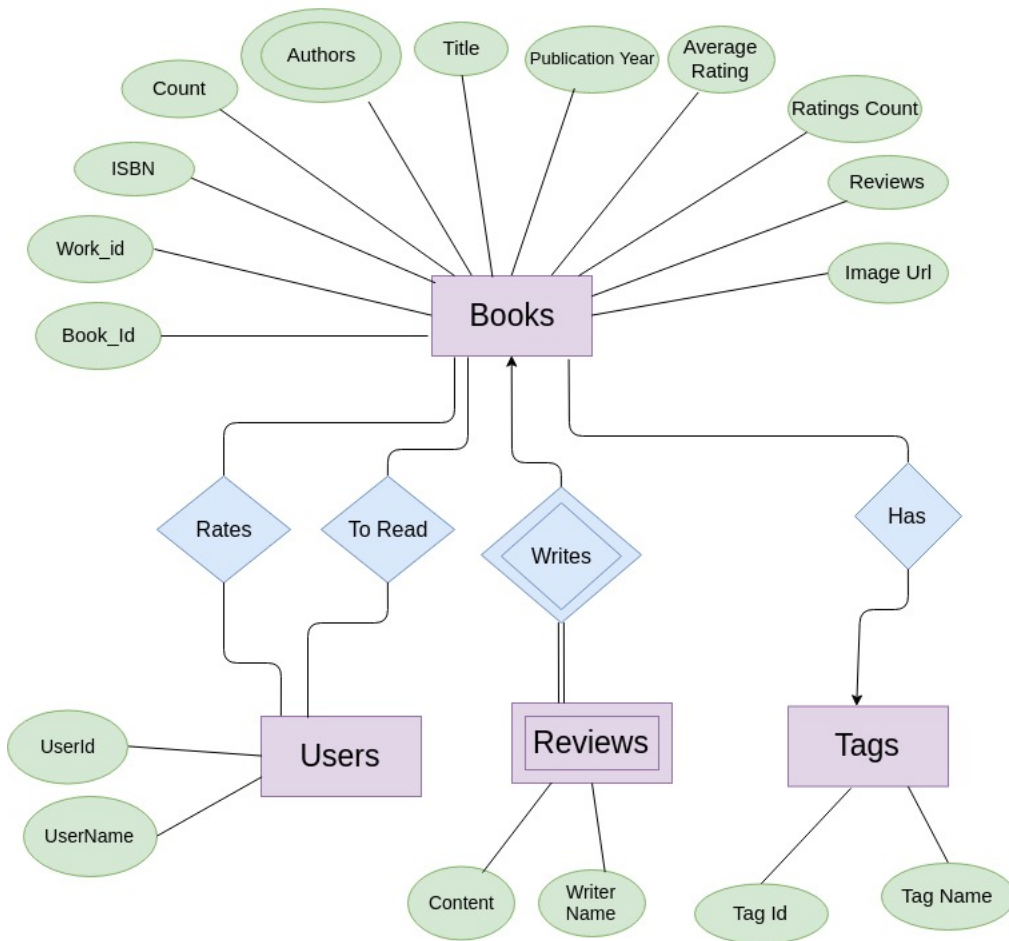 Authors
Title
Publication Year
Average
Rating
Count
Ratings Count
ISBN
Reviews
Work_id
Image Url
Book_Id
Books
Rates
To Read
Writes
Has
Users
Reviews
Tags
UserId
UserName
Content
Writer
Name
Tag Id
Tag Name